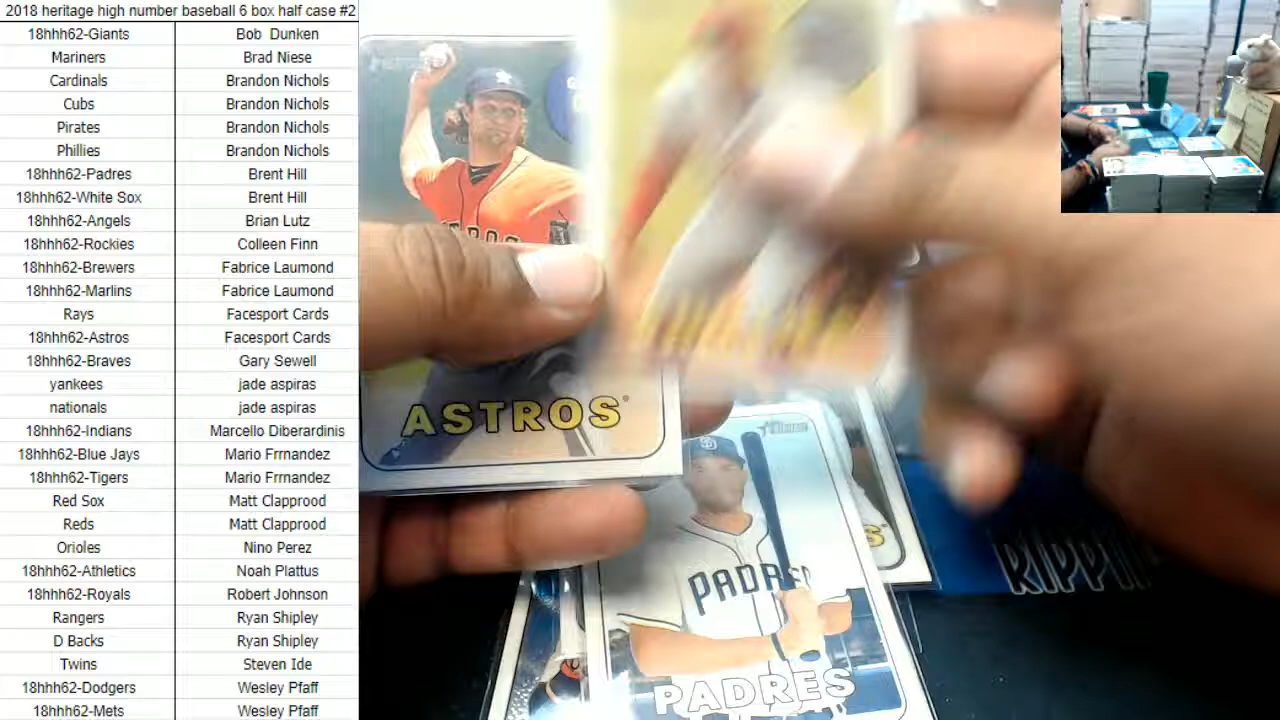 2018 heritage high number baseball 6 box half case #2
18hhh62-Giants Bob Dunken
Mariners Brad Niese
Cardinals Brandon Nichols
Cubs Brandon Nichols
Pirates Brandon Nichols
Phillies Brandon Nichols
18hhh62-Padres Brent Hill
18hhh62-White Sox Brent Hill
18hhh62-Angels Brian Lutz
18hhh62-Rockies Colleen Finn
18hhh62-Brewers Fabrice Laumond
18hhh62-Marlins Fabrice Laumond
Rays Facesport Cards
18hhh62-Astros Facesport Cards
18hhh62-Braves Gary Sewell
yankees jade aspiras
nationals jade aspiras
18hhh62-Indians Marcello Diberardinis
18hhh62-Blue Jays Mario Frrnandez
18hhh62-Tigers Mario Frrnandez
Red Sox Matt Clapprood
Reds Matt Clapprood
Orioles Nino Perez
18hhh62-Athletics Noah Plattus
18hhh62-Royals Robert Johnson
Rangers Ryan Shipley
D Backs Ryan Shipley
Twins Steven Ide
18hhh62-Dodgers Wesley Pfaff
18hhh62-Mets Wesley Pfaff
ASTROS
PADRES
PADRES
RIPPIN